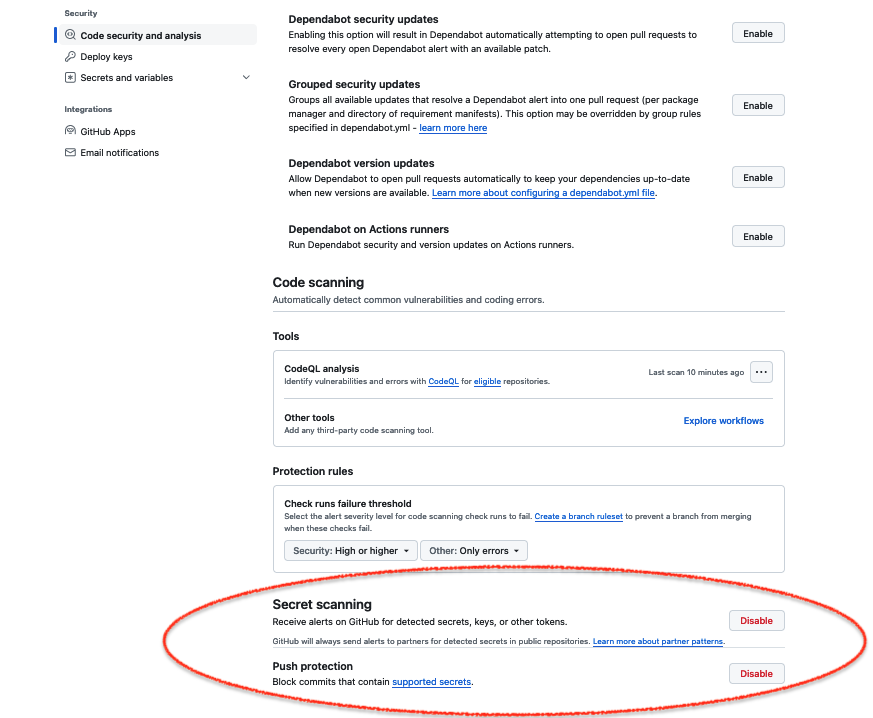 Security
Code security and analysis
Deploy keys
Secrets and variables
Integrations
GitHub Apps
Email notifications
Dependabot security updates
Enabling this option will result in Dependabot automatically attempting to open pull requests to
resolve every open Dependabot alert with an available patch.
Enable
Grouped security updates
Groups all available updates that resolve a Dependabot alert into one pull request (per package
manager and directory of requirement manifests). This option may be overridden by group rules
specified in dependabot.yml - learn more here
Enable
Dependabot version updates
Allow Dependabot to open pull requests automatically to keep your dependencies up-to-date
when new versions are available. Learn more about configuring a dependabot.yml file.
Enable
Dependabot on Actions runners
Run Dependabot security and version updates on Actions runners.
Enable
Code scanning
Automatically detect common vulnerabilities and coding errors.
Tools
CodeQL analysis
Identify vulnerabilities and errors with CodeQL for eligible repositories.
Last scan 10 minutes ago
Other tools
Add any third-party code scanning tool.
Explore workflows
Protection rules
Check runs failure threshold
Select the alert severity level for code scanning check runs to fail. Create a branch ruleset to prevent a branch from merging
when these checks fail.
Security: High or higher
Other: Only errors
Secret scanning
Receive alerts on GitHub for detected secrets, keys, or other tokens.
Disable
GitHub will always send alerts to partners for detected secrets in public repositories. Learn more about partner patterns.
Push protection
Block commits that contain supported secrets.
Disable